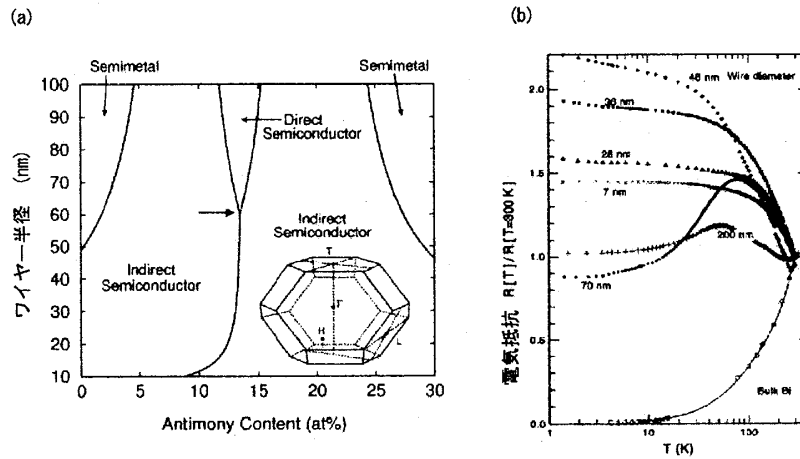 (a)
Semimetal
Semimetal
Direct
Semiconductor
Indirect
Semiconductor
Indirect
Semiconductor
T
Γ
H
L
ワイヤー半径 (nm)
100
90
80
70
60
50
40
30
20
10
0
5
10
15
20
25
30
Antimony Content (at%)
(b)
48 nm Wire diameter
36 nm
28 nm
7 nm
200 nm
70 nm
Bulk Bi
電気抵抗 R[T]/R[T=300 K]
2.0
1.5
1.0
0.5
0.0
1
10
100
T (K)